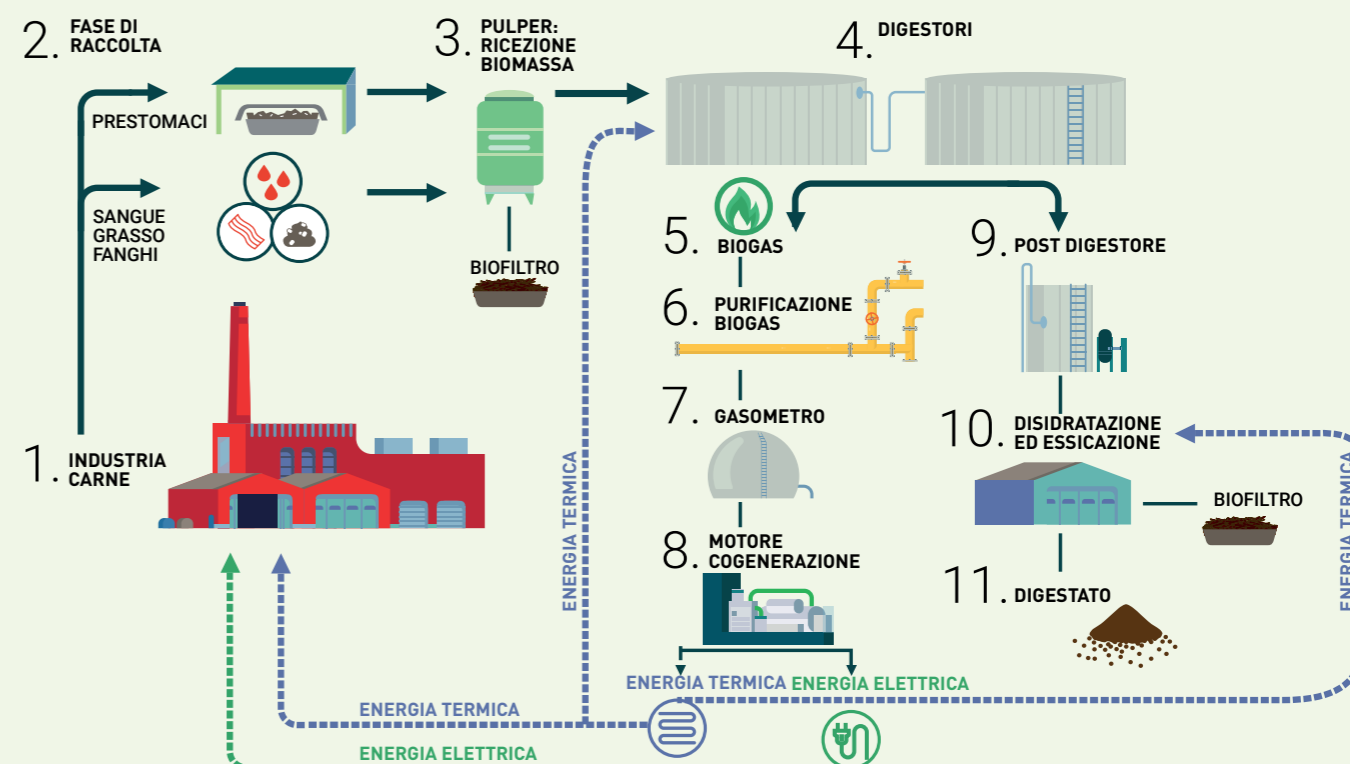 2. FASE DI
RACCOLTA
PRESTOMACI
SANGUE
GRASSO
FANGHI
3. PULPER:
RICEZIONE
BIOMASSA
BIOFILTRO
4. DIGESTORI
1. INDUSTRIA
CARNE
5. BIOGAS
6. PURIFICAZIONE
BIOGAS
7. GASOMETRO
8. MOTORE
COGENERAZIONE
9. POST DIGESTORE
10. DISIDRATAZIONE
ED ESSICAZIONE
BIOFILTRO
11. DIGESTATO
ENERGIA TERMICA
ENERGIA TERMICA
ENERGIA TERMICA ENERGIA ELETTRICA
ENERGIA TERMICA
ENERGIA ELETTRICA